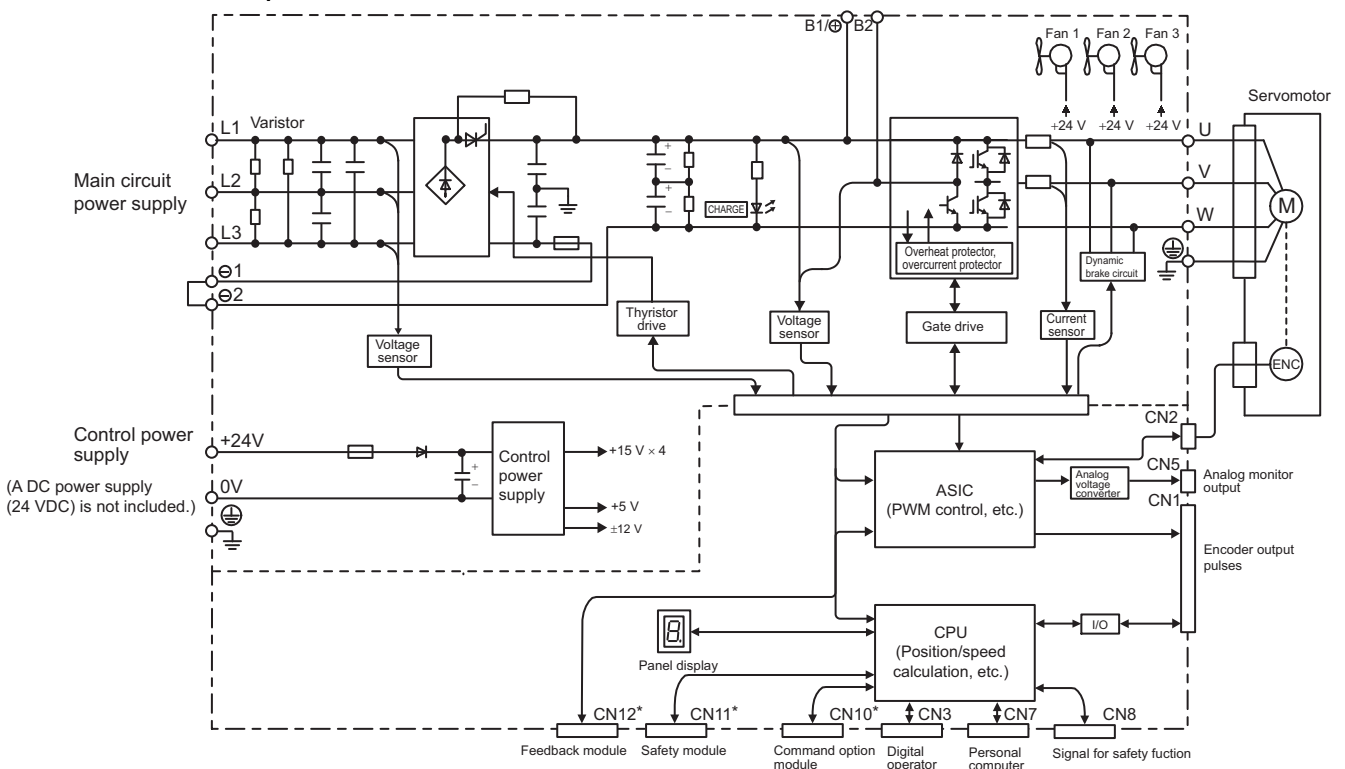 B1/⊕ B2
Fan 1 Fan 2 Fan 3
+24 V +24 V +24 V
Servomotor
Varistor
Main circuit
power supply
L1
L2
L3
⊖1
⊖2
+
−
+
−
CHARGE
Overheat protector,
overcurrent protector
U
V
W
M
ENC
Dynamic
brake circuit
Voltage
sensor
Thyristor
drive
Voltage
sensor
Gate drive
Current
sensor
Control power
supply
(A DC power supply
(24 VDC) is not included.)
+24V
0V
+
−
Control
power
supply
+15 V × 4
+5 V
±12 V
ASIC
(PWM control, etc.)
Analog
voltage
converter
CN2
CN5
Analog monitor
output
CN1
Encoder output
pulses
CPU
(Position/speed
calculation, etc.)
I/O
8.
Panel display
CN12*
Feedback module
CN11*
Safety module
CN10*
Command option
module
CN3
Digital
operator
CN7
Personal
computer
CN8
Signal for safety fuction